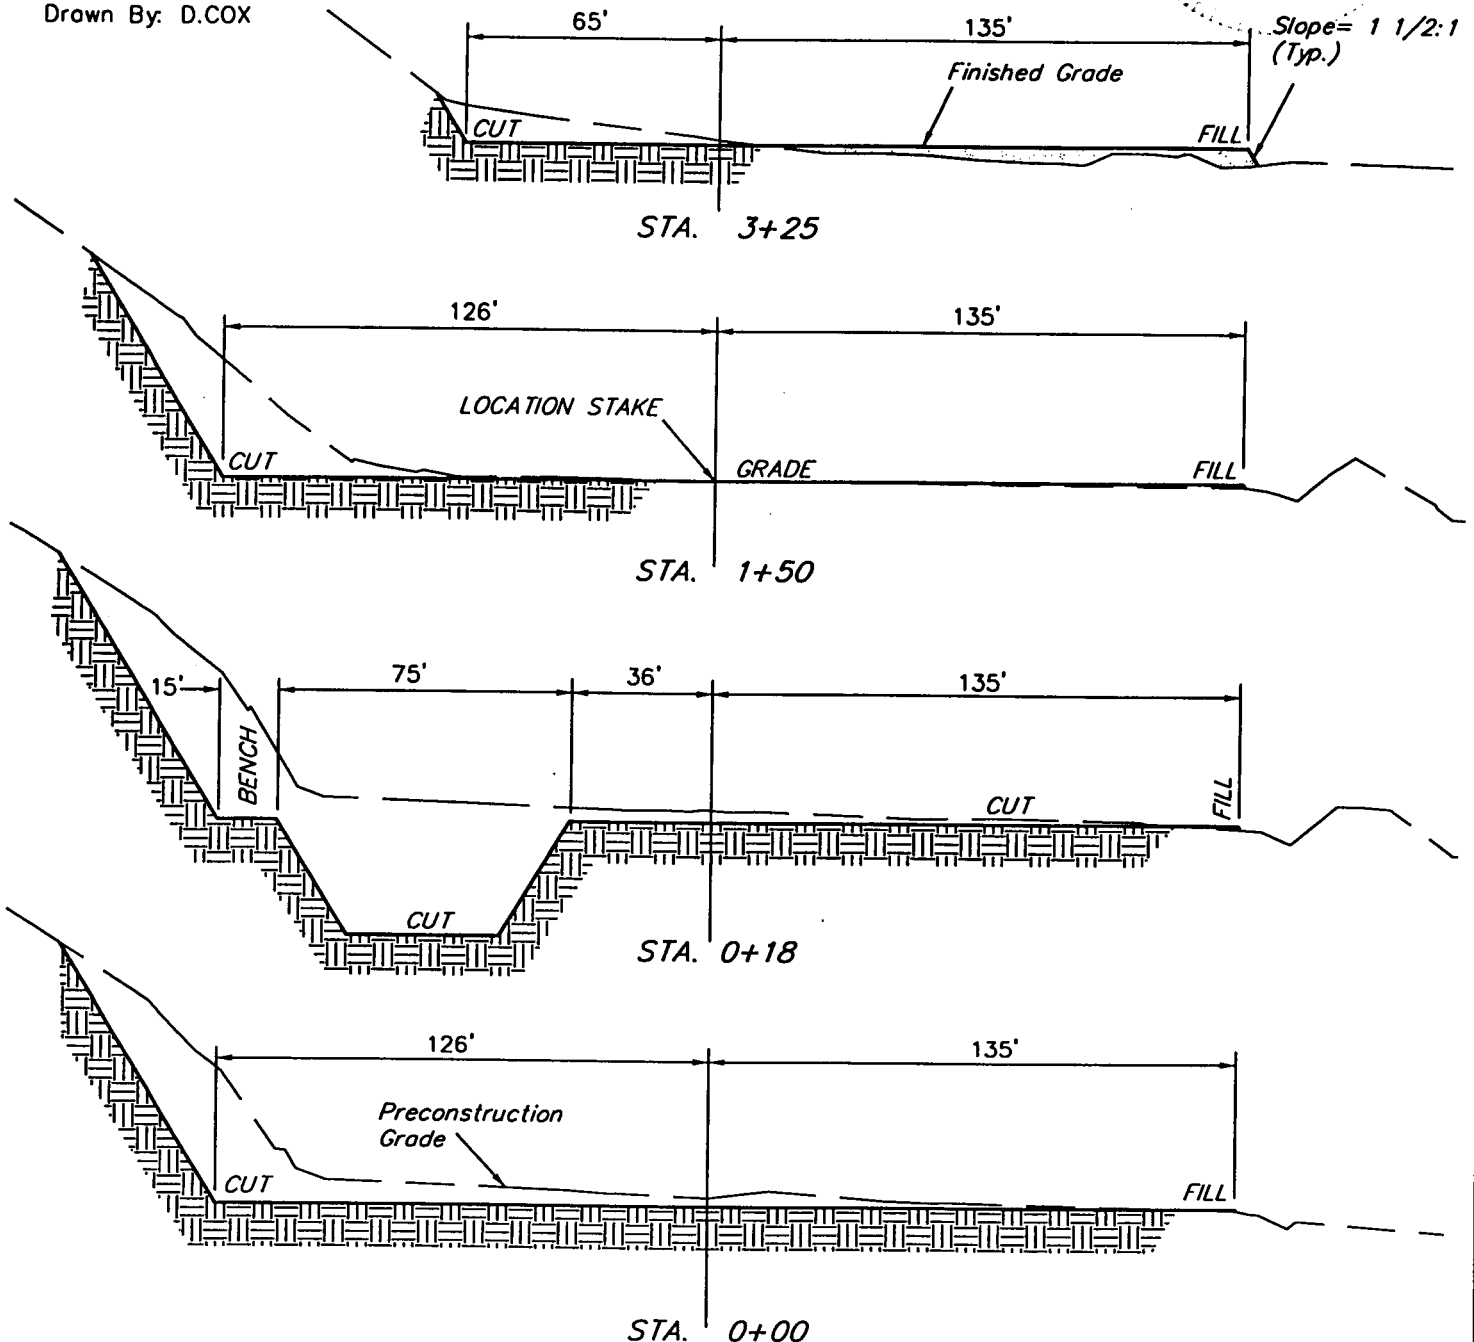 Drawn By: D.COX
65'
135'
Slope= 1 1/2:1
(Typ.)
Finished Grade
CUT
FILL
STA. 3+25
126'
135'
LOCATION STAKE
CUT
GRADE
FILL
STA. 1+50
15'
75'
36'
135'
BENCH
CUT
FILL
CUT
STA. 0+18
126'
135'
Preconstruction
Grade
CUT
FILL
STA. 0+00